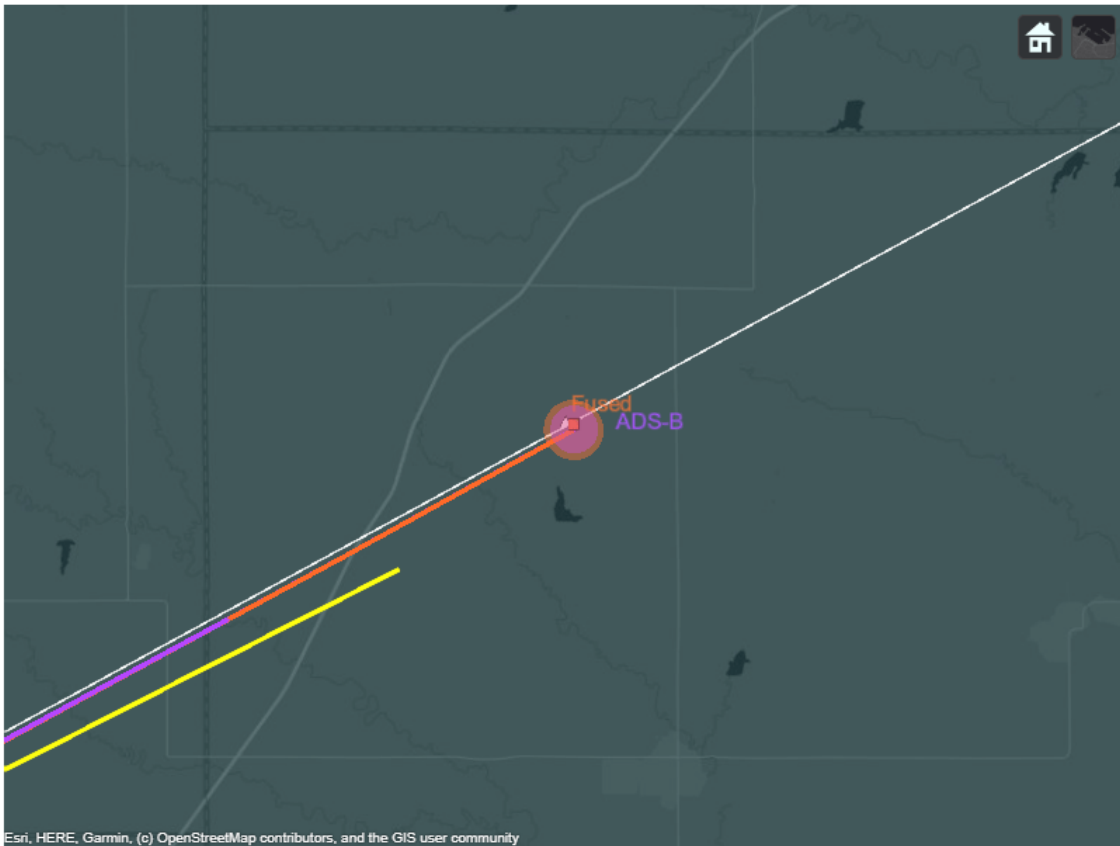 Fused
ADS-B
Esri, HERE, Garmin, (c) OpenStreetMap contributors, and the GIS user community